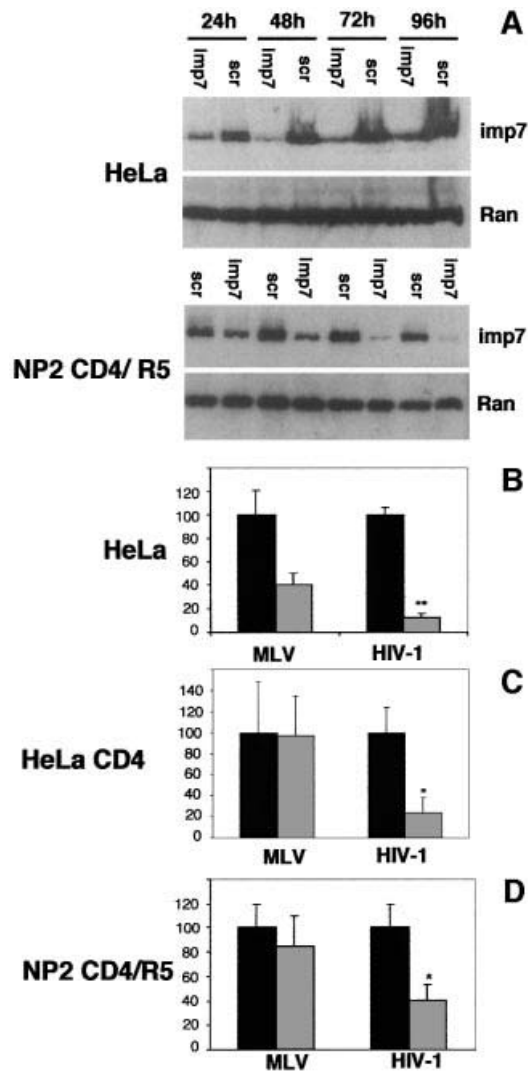 24h 48h 72h 96h A
Imp7 scr Imp7 scr Imp7 scr Imp7 scr
imp7
HeLa
Ran
scr Imp7 scr Imp7 scr Imp7 scr Imp7
imp7
NP2 CD4/ R5
Ran
B
120
100
80
60
40
20
0
HeLa
**
MLV HIV-1
C
140
120
100
80
60
40
20
0
HeLa CD4
*
MLV HIV-1
D
120
100
80
60
40
20
0
NP2 CD4/R5
*
MLV HIV-1